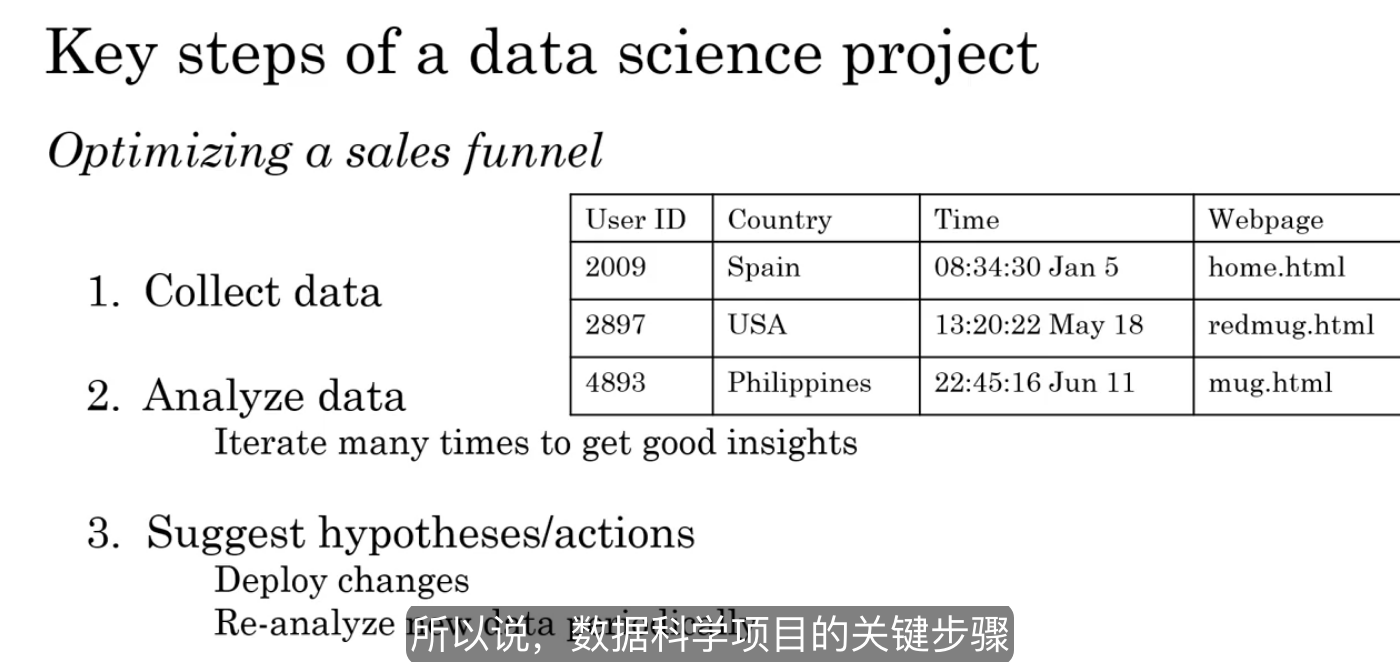 Key steps of a data science project
Optimizing a sales funnel
User ID Country Time Webpage
2009 Spain 08:34:30 Jan 5 home.html
2897 USA 13:20:22 May 18 redmug.html
4893 Philippines 22:45:16 Jun 11 mug.html
1. Collect data
2. Analyze data
Iterate many times to get good insights
3. Suggest hypotheses/actions
Deploy changes
Re-analyze new data periodically
所以说，数据科学项目的关键步骤